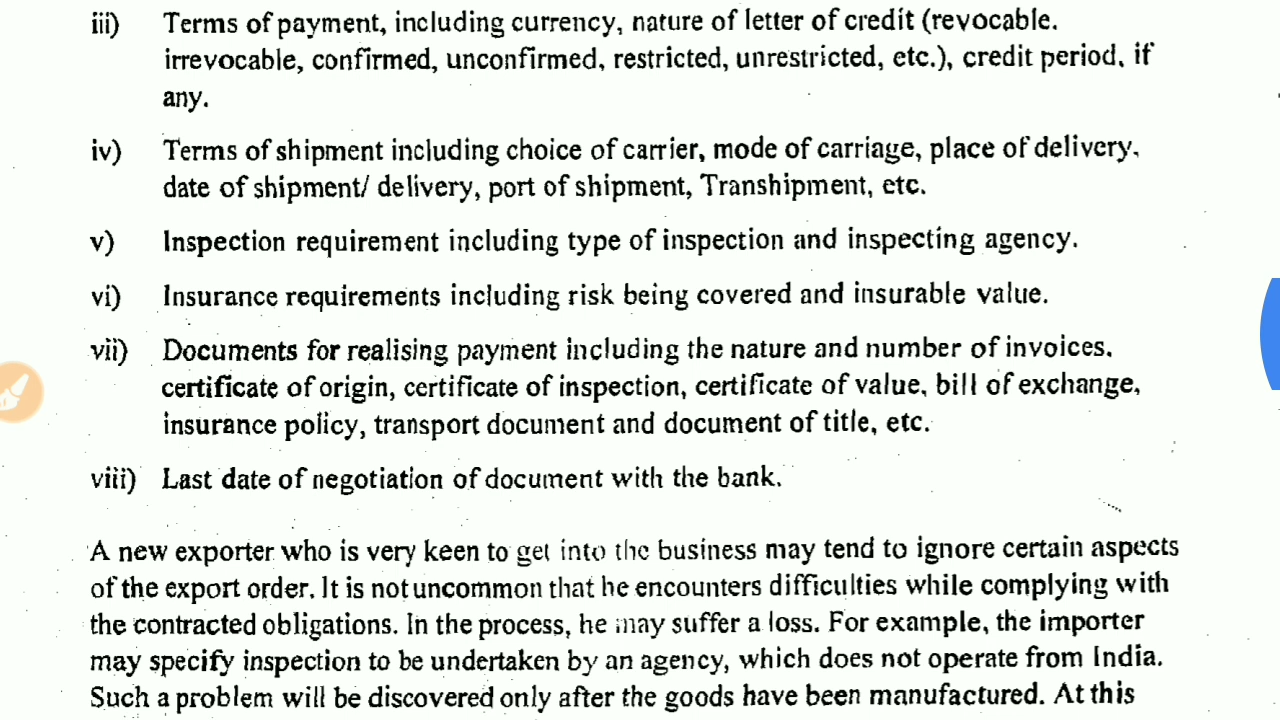 iii) Terms of payment, including currency, nature of letter of credit (revocable.
irrevocable, confirmed, unconfirmed, restricted, unrestricted, etc.), credit period, if
any.
iv) Terms of shipment including choice of carrier, mode of carriage, place of delivery.
date of shipment/ delivery, port of shipment, Transhipment, etc.
v) Inspection requirement including type of inspection and inspecting agency.
vi) Insurance requirements including risk being covered and insurable value.
vii) Documents for realising payment including the nature and number of invoices.
certificate of origin, certificate of inspection, certificate of value, bill of exchange,
insurance policy, transport document and document of title, etc.
viii) Last date of negotiation of document with the bank.
A new exporter who is very keen to get into the business may tend to ignore certain aspects
of the export order. It is not uncommon that he encounters difficulties while complying with
the contracted obligations. In the process, he may suffer a loss. For example, the importer
may specify inspection to be undertaken by an agency, which does not operate from India.
Such a problem will be discovered only after the goods have been manufactured. At this